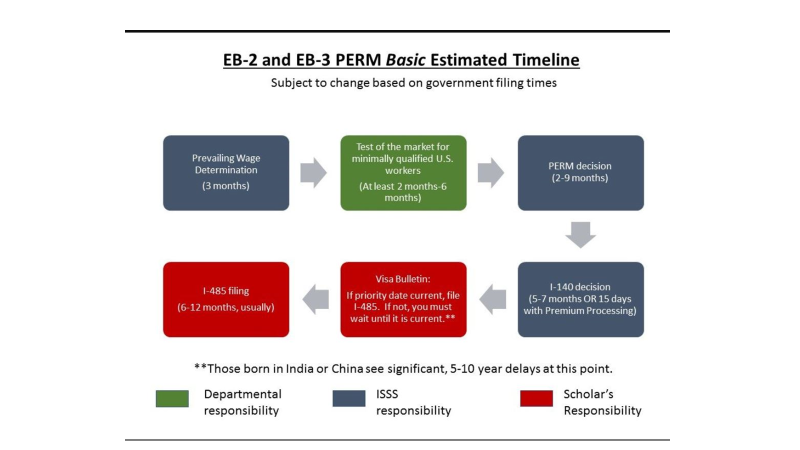 EB-2 and EB-3 PERM Basic Estimated Timeline
Subject to change based on government filing times
Prevailing Wage
Determination
(3 months)
Test of the market for
minimally qualified U.S.
workers
(At least 2 months-6
months)
PERM decision
(2-9 months)
I-485 filing
(6-12 months, usually)
Visa Bulletin:
If priority date current, file
I-485. If not, you must
wait until it is current.**
I-140 decision
(5-7 months OR 15 days
with Premium Processing)
**Those born in India or China see significant, 5-10 year delays at this point.
Departmental
responsibility
ISSS
responsibility
Scholar's
Responsibility